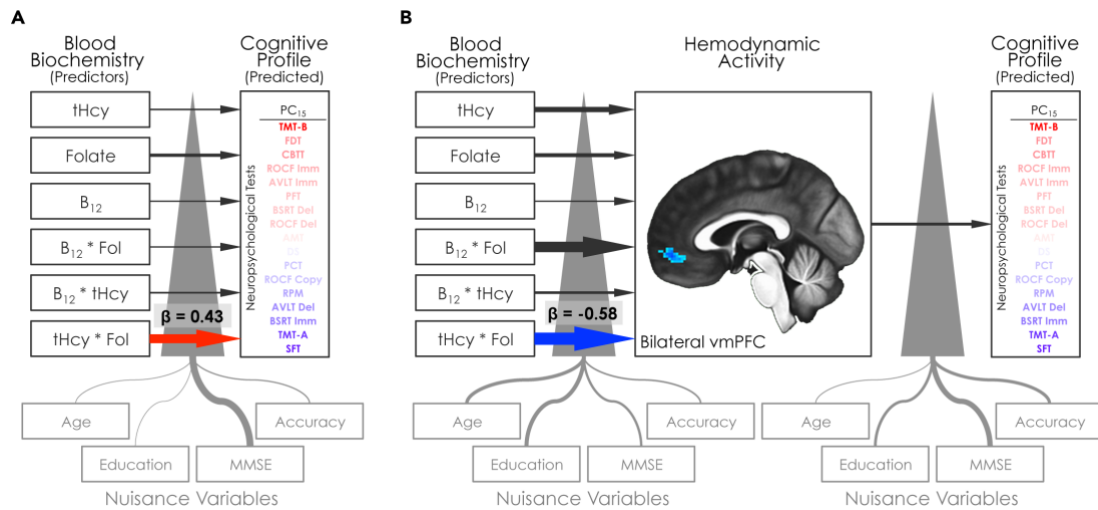 A
Blood
Biochemistry
(Predictors)
tHcy
Folate
B₁₂
B₁₂ * Fol
B₁₂ * tHcy
tHcy * Fol
β = 0.43
Cognitive
Profile
(Predicted)
Neuropsychological Tests
PC₁₅
TMT-B
FDT
CBTT
ROCF Imm
AVLT Imm
PFT
BSRT Del
ROCF Del
AMT
DS
PCT
ROCF Copy
RPM
AVLT Del
BSRT Imm
TMT-A
SFT
Age
Accuracy
Education
MMSE
Nuisance Variables
B
Blood
Biochemistry
(Predictors)
tHcy
Folate
B₁₂
B₁₂ * Fol
B₁₂ * tHcy
tHcy * Fol
β = -0.58
Hemodynamic
Activity
Bilateral vmPFC
Cognitive
Profile
(Predicted)
Neuropsychological Tests
PC₁₅
TMT-B
FDT
CBTT
ROCF Imm
AVLT Imm
PFT
BSRT Del
ROCF Del
AMT
DS
PCT
ROCF Copy
RPM
AVLT Del
BSRT Imm
TMT-A
SFT
Age
Accuracy
Education
MMSE
Nuisance Variables
Age
Accuracy
Education
MMSE
Nuisance Variables